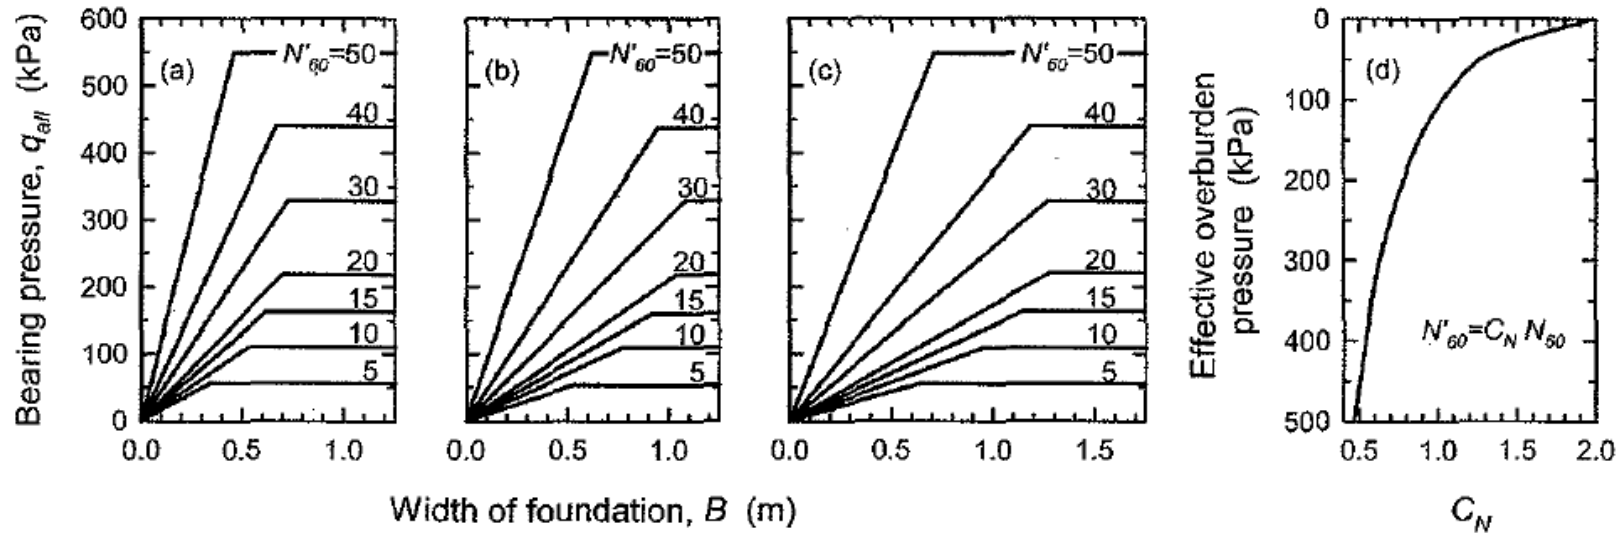 Bearing pressure, q_all (kPa)
600
500
400
300
200
100
0
(a)
N'60=50
40
30
20
15
10
5
0.0 0.5 1.0
(b)
N'60=50
40
30
20
15
10
5
0.0 0.5 1.0
(c)
N'60=50
40
30
20
15
10
5
0.0 0.5 1.0 1.5
Width of foundation, B (m)
Effective overburden
pressure (kPa)
0
100
200
300
400
500
(d)
N'60=CN N60
0.5 1.0 1.5 2.0
CN